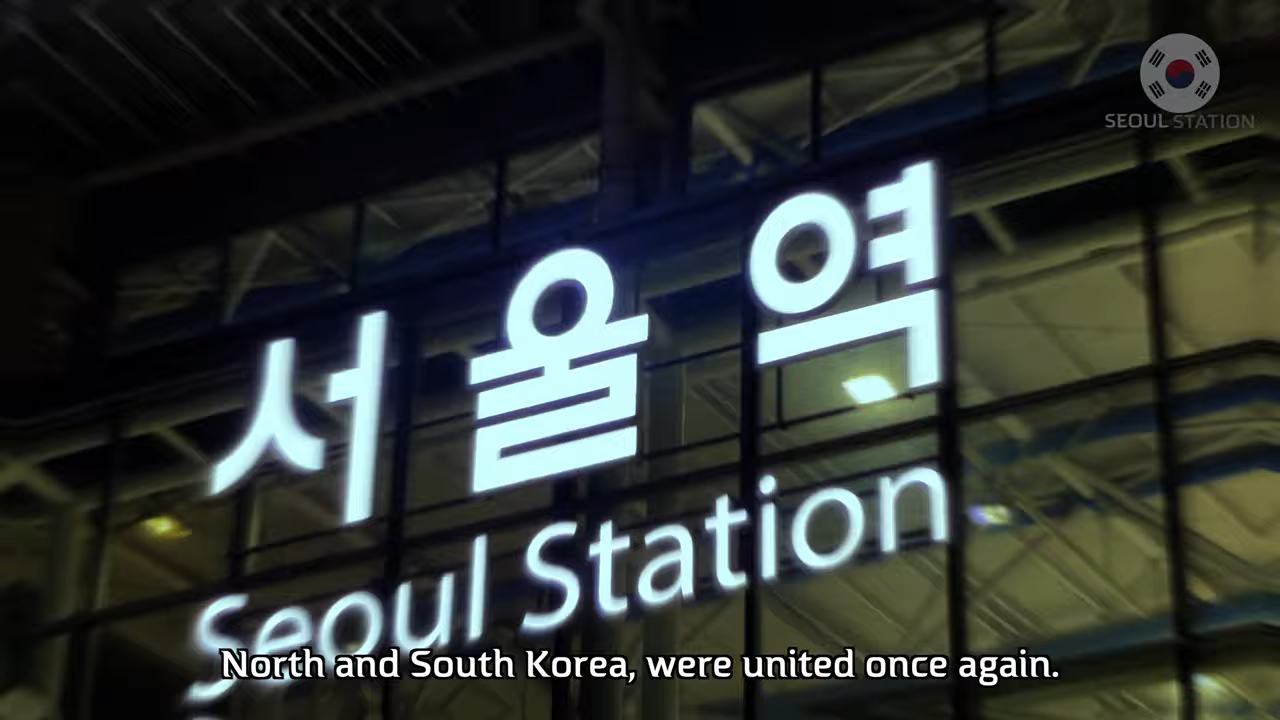 SEOUL STATION
서울역
Seoul Station
North and South Korea, were united once again.